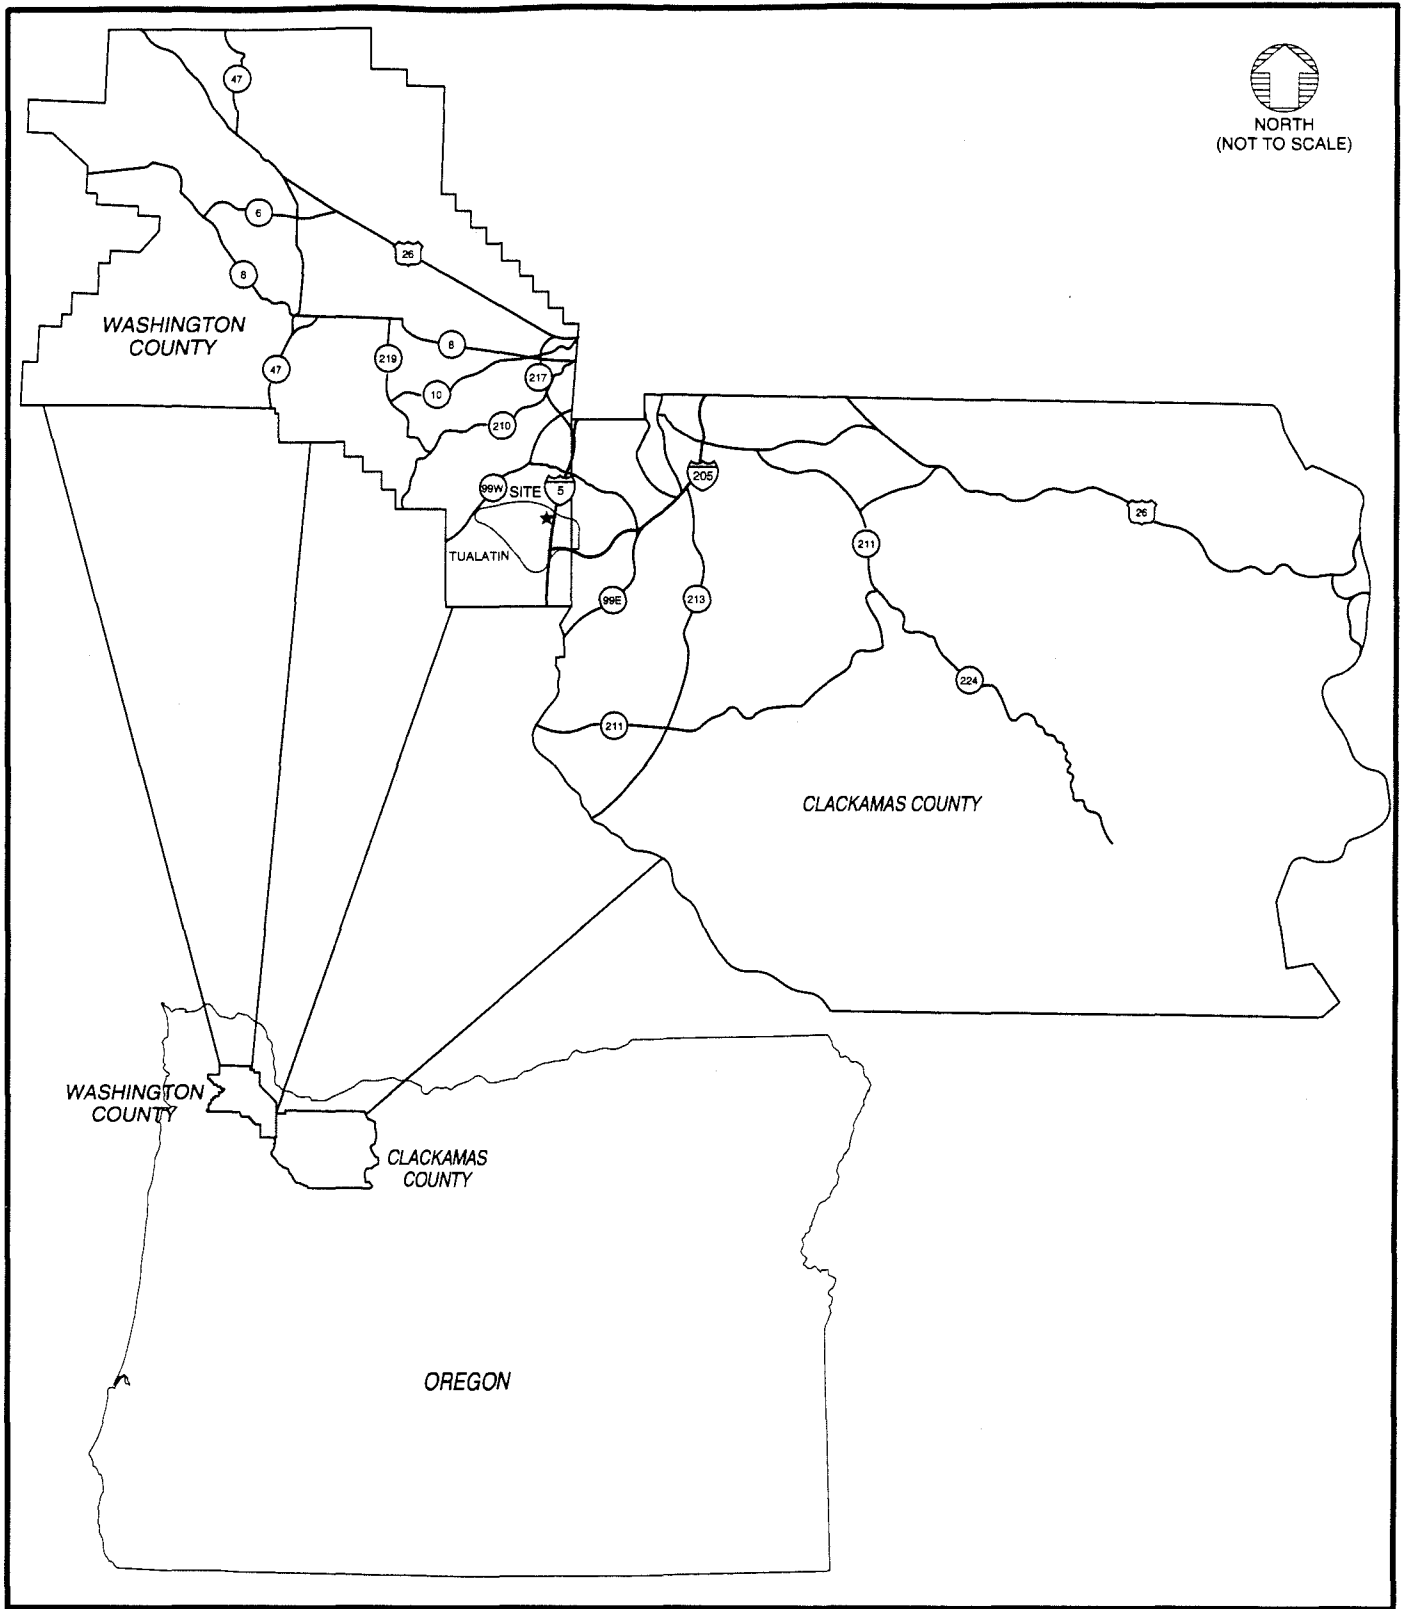 NORTH
(NOT TO SCALE)
47
6
26
8
WASHINGTON
COUNTY
8
219
47
217
10
210
99W
SITE
5
205
26
TUALATIN
211
99E
213
224
211
CLACKAMAS COUNTY
WASHINGTON
COUNTY
CLACKAMAS
COUNTY
OREGON